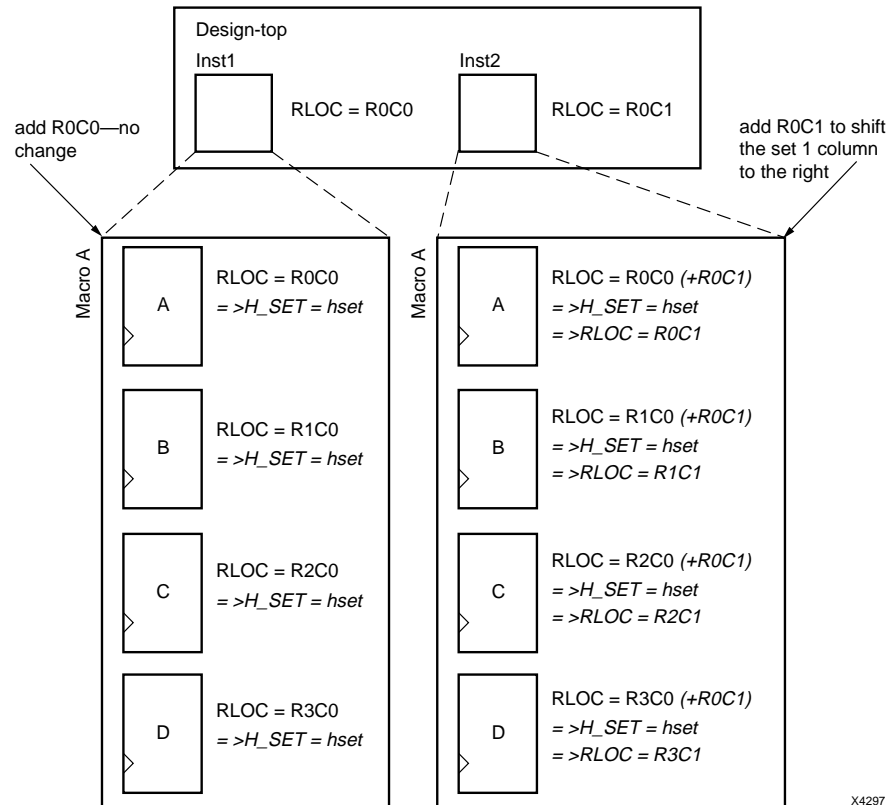 Design-top
Inst1
Inst2
RLOC = R0C0
RLOC = R0C1
add R0C0—no
change
add R0C1 to shift
the set 1 column
to the right
Macro A
A
RLOC = R0C0
= >H_SET = hset
B
RLOC = R1C0
= >H_SET = hset
C
RLOC = R2C0
= >H_SET = hset
D
RLOC = R3C0
= >H_SET = hset
Macro A
A
RLOC = R0C0 (+R0C1)
= >H_SET = hset
= >RLOC = R0C1
B
RLOC = R1C0 (+R0C1)
= >H_SET = hset
= >RLOC = R1C1
C
RLOC = R2C0 (+R0C1)
= >H_SET = hset
= >RLOC = R2C1
D
RLOC = R3C0 (+R0C1)
= >H_SET = hset
= >RLOC = R3C1
X4297